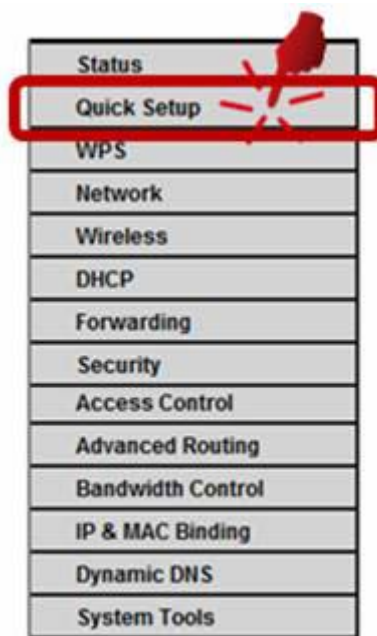 Status
Quick Setup
WPS
Network
Wireless
DHCP
Forwarding
Security
Access Control
Advanced Routing
Bandwidth Control
IP & MAC Binding
Dynamic DNS
System Tools